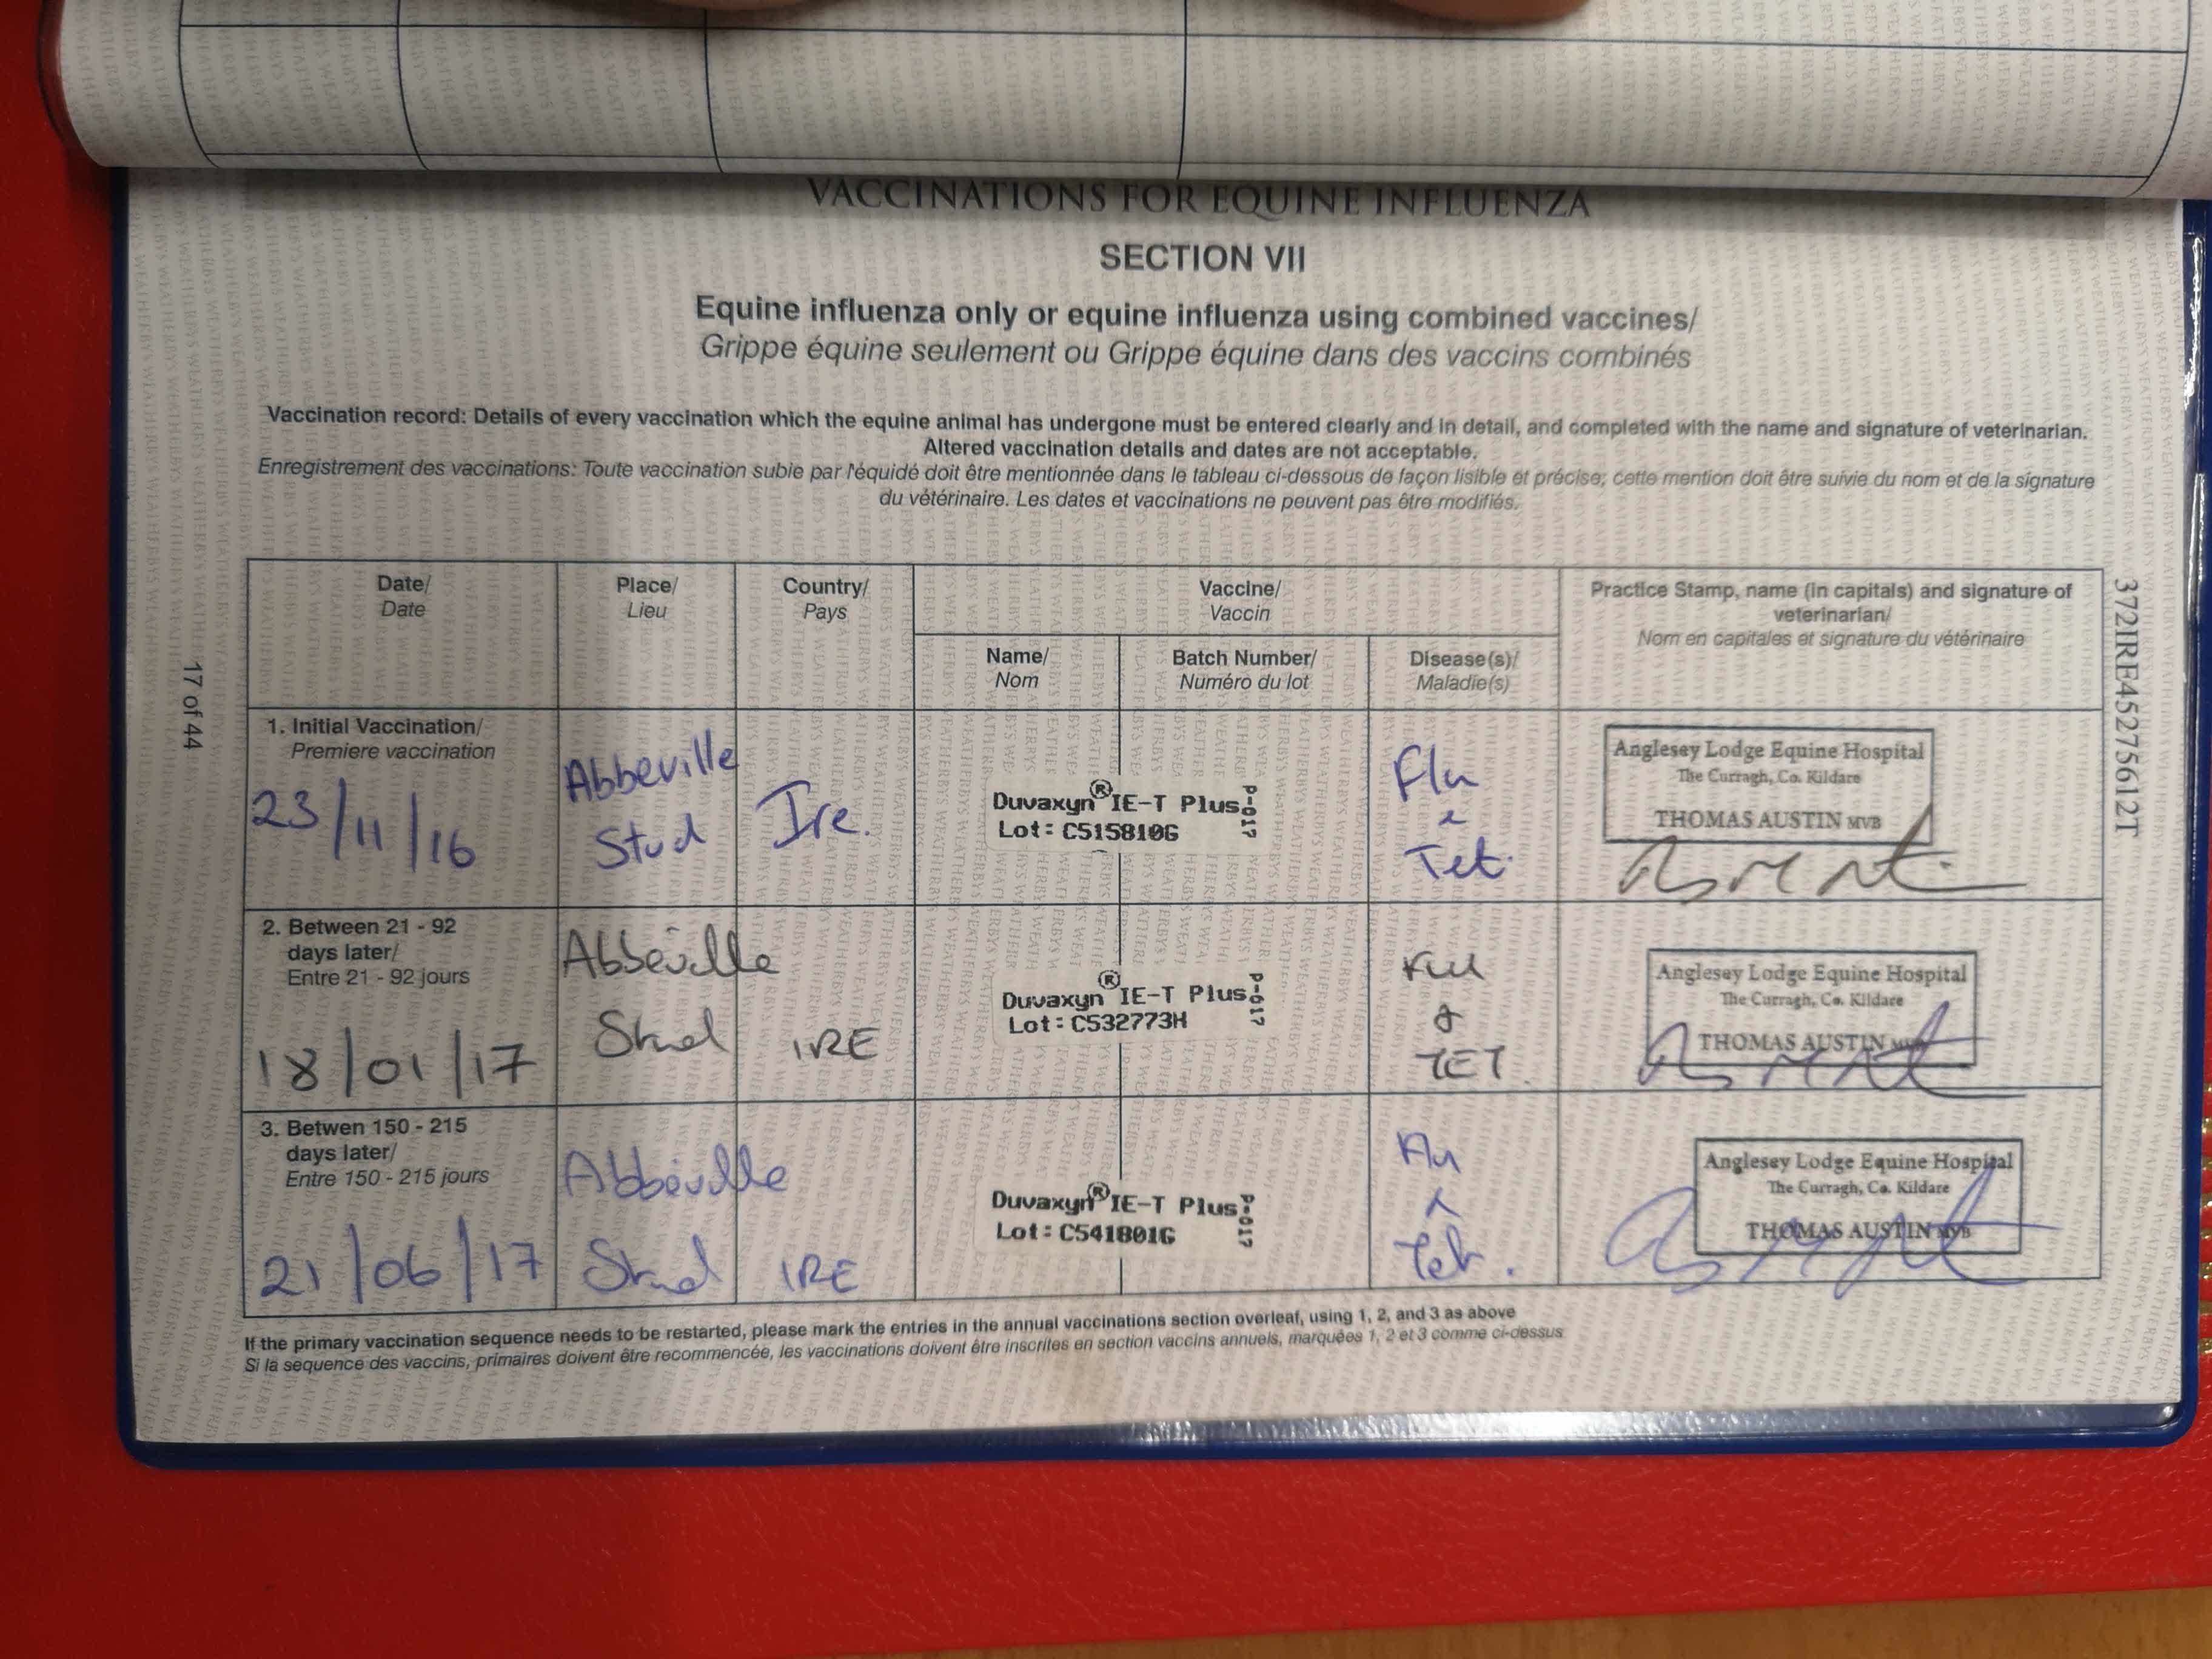 VACCINATIONS FOR EQUINE INFLUENZA
SECTION VII
Equine influenza only or equine influenza using combined vaccines/
Grippe équine seulement ou Grippe équine dans des vaccins combinés
Vaccination record: Details of every vaccination which the equine animal has undergone must be entered clearly and in detail, and completed with the name and signature of veterinarian.
Altered vaccination details and dates are not acceptable.
Enregistrement des vaccinations: Toute vaccination subie par l'équidé doit être mentionnée dans le tableau ci-dessous de façon lisible et précise; cette mention doit être suivie du nom et de la signature
du vétérinaire. Les dates et vaccinations ne peuvent pas être modifiés.
Date/
Date
Place/
Lieu
Country/
Pays
Vaccine/
Vaccin
Name/
Nom
Batch Number/
Numéro du lot
Disease(s)/
Maladie(s)
Practice Stamp, name (in capitals) and signature of
veterinarian/
Nom en capitales et signature du vétérinaire
1. Initial Vaccination/
Premiere vaccination
23/11/16
Abbeville
Stud
Ire.
Duvaxyn® IE-T Plus
Lot: C515810G
P-017
Flu
&
Tet.
Anglesey Lodge Equine Hospital
The Curragh, Co. Kildare
THOMAS AUSTIN MVB
2. Between 21 - 92
days later/
Entre 21 - 92 jours
18/01/17
Abbeville
Stud
IRE
Duvaxyn® IE-T Plus
Lot: C532773H
P-017
Flu
&
TET.
Anglesey Lodge Equine Hospital
The Curragh, Co. Kildare
THOMAS AUSTIN MVB
3. Betwen 150 - 215
days later/
Entre 150 - 215 jours
21/06/17
Abbeville
Stud
IRE
Duvaxyn® IE-T Plus
Lot: C541801G
P-017
Flu
&
Tet.
Anglesey Lodge Equine Hospital
The Curragh, Co. Kildare
THOMAS AUSTIN MVB
If the primary vaccination sequence needs to be restarted, please mark the entries in the annual vaccinations section overleaf, using 1, 2, and 3 as above
Si la sequence des vaccins, primaires doivent être recommencée, les vaccinations doivent être inscrites en section vaccins annuels, marquées 1, 2 et 3 comme ci-dessus
17 of 44
372IRE45275612T